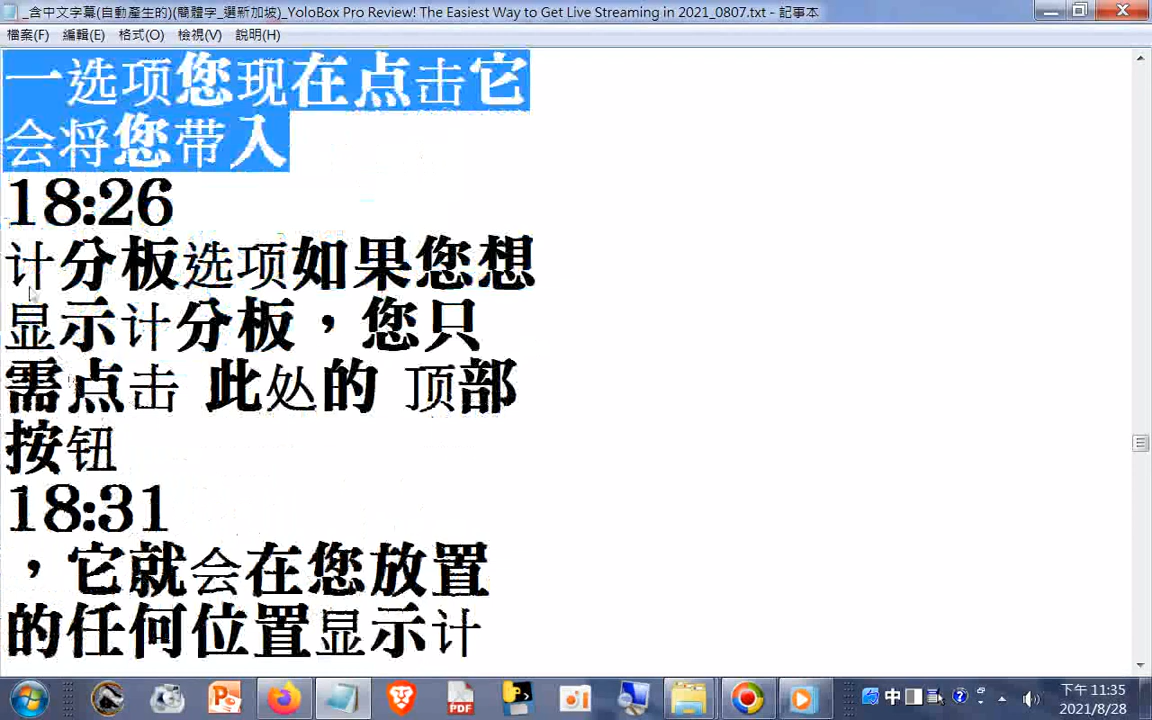 _含中文字幕(自動產生的)(簡體字_選新加坡)_YoloBox Pro Review! The Easiest Way to Get Live Streaming in 2021_0807.txt - 記事本
檔案(F) 編輯(E) 格式(O) 檢視(V) 說明(H)
一选项您现在点击它
会将您带入
18:26
计分板选项如果您想
显示计分板，您只
需点击 此处的 顶部
按钮
18:31
，它就会在您放置
的任何位置显示计
PDF
中
下午 11:35
2021/8/28